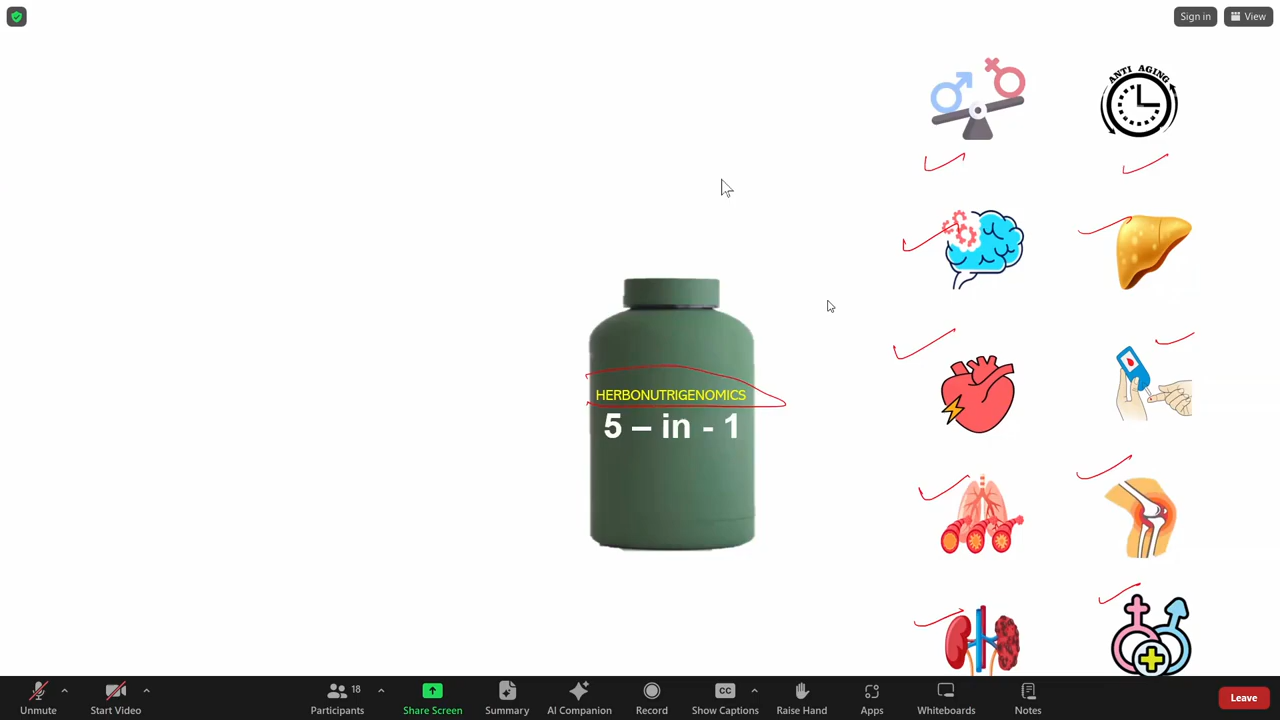 Sign in
View
ANTI AGING
HERBONUTRIGENOMICS
5 – in - 1
Unmute
Start Video
18
Participants
Share Screen
Summary
AI Companion
Record
CC
Show Captions
Raise Hand
Apps
Whiteboards
Notes
Leave